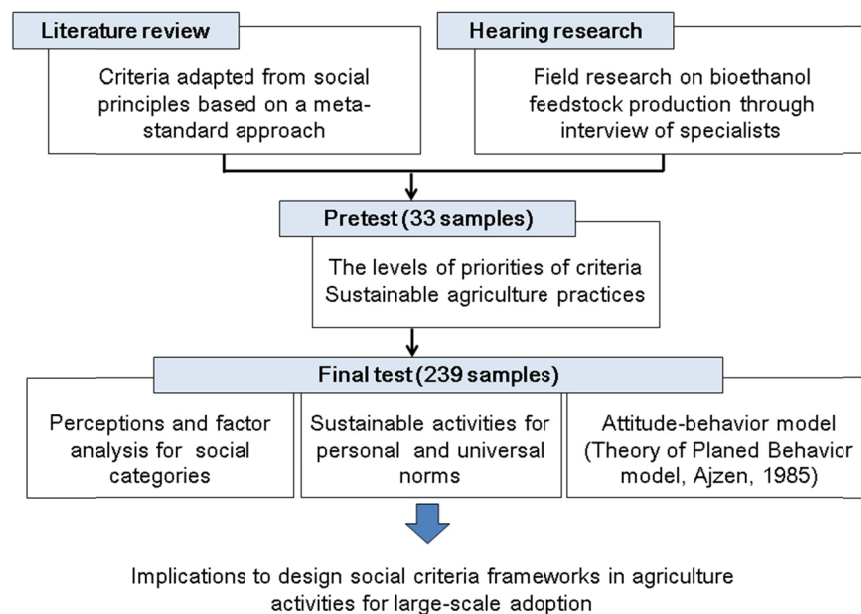 Literature review
Criteria adapted from social
principles based on a meta-
standard approach
Hearing research
Field research on bioethanol
feedstock production through
interview of specialists
Pretest (33 samples)
The levels of priorities of criteria
Sustainable agriculture practices
Final test (239 samples)
Perceptions and factor
analysis for social
categories
Sustainable activities for
personal and universal
norms
Attitude-behavior model
(Theory of Planed Behavior
model, Ajzen, 1985)
Implications to design social criteria frameworks in agriculture
activities for large-scale adoption